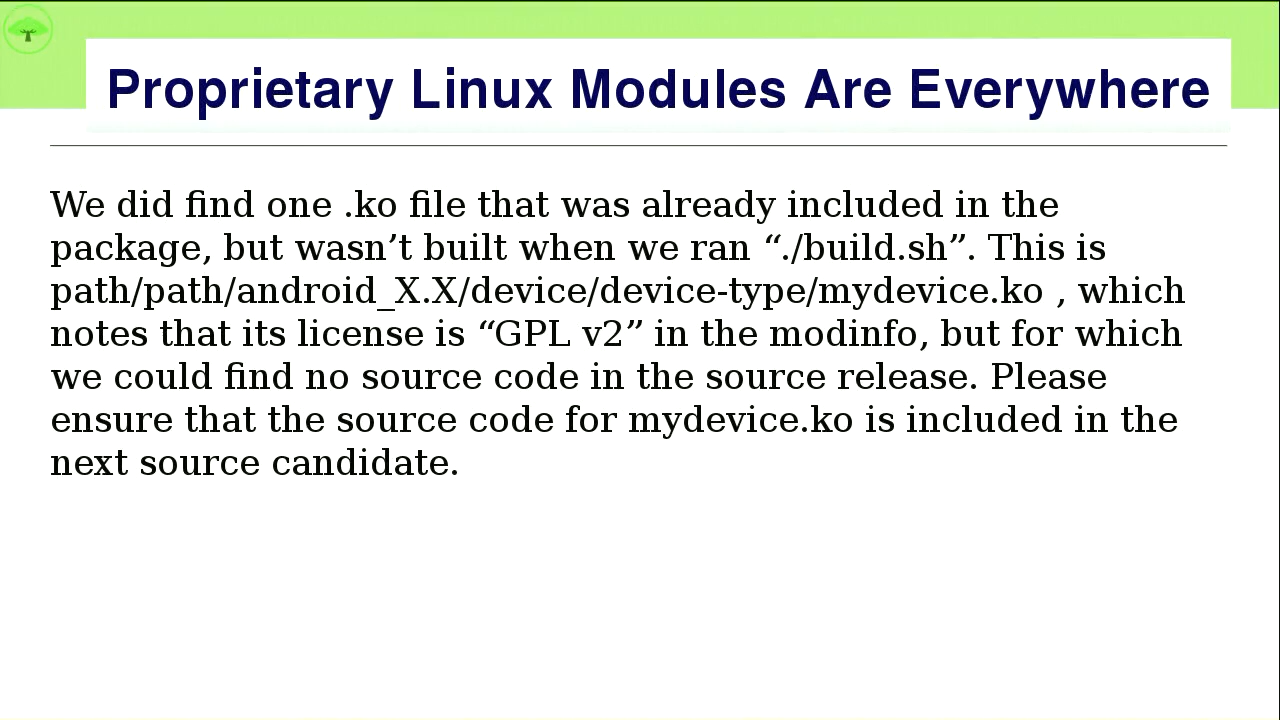 Proprietary Linux Modules Are Everywhere
We did find one .ko file that was already included in the
package, but wasn’t built when we ran “./build.sh”. This is
path/path/android_X.X/device/device-type/mydevice.ko , which
notes that its license is “GPL v2” in the modinfo, but for which
we could find no source code in the source release. Please
ensure that the source code for mydevice.ko is included in the
next source candidate.